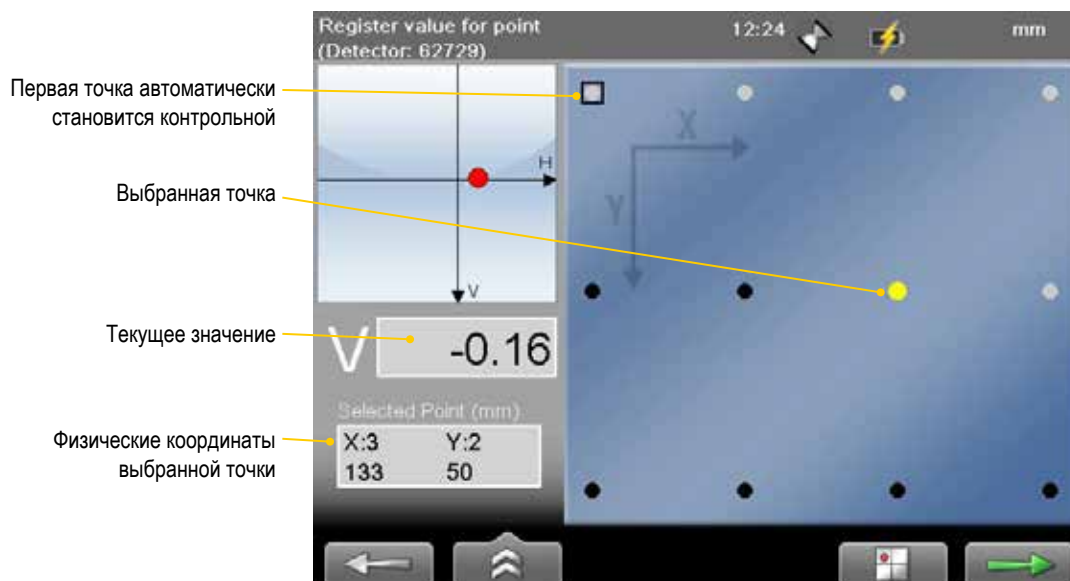 Register value for point
(Detector: 62729)
12:24
mm
Первая точка автоматически
становится контрольной
X
H
Выбранная точка
Y
V
Текущее значение
V
-0.16
Selected Point (mm)
Физические координаты
выбранной точки
X:3 Y:2
133 50